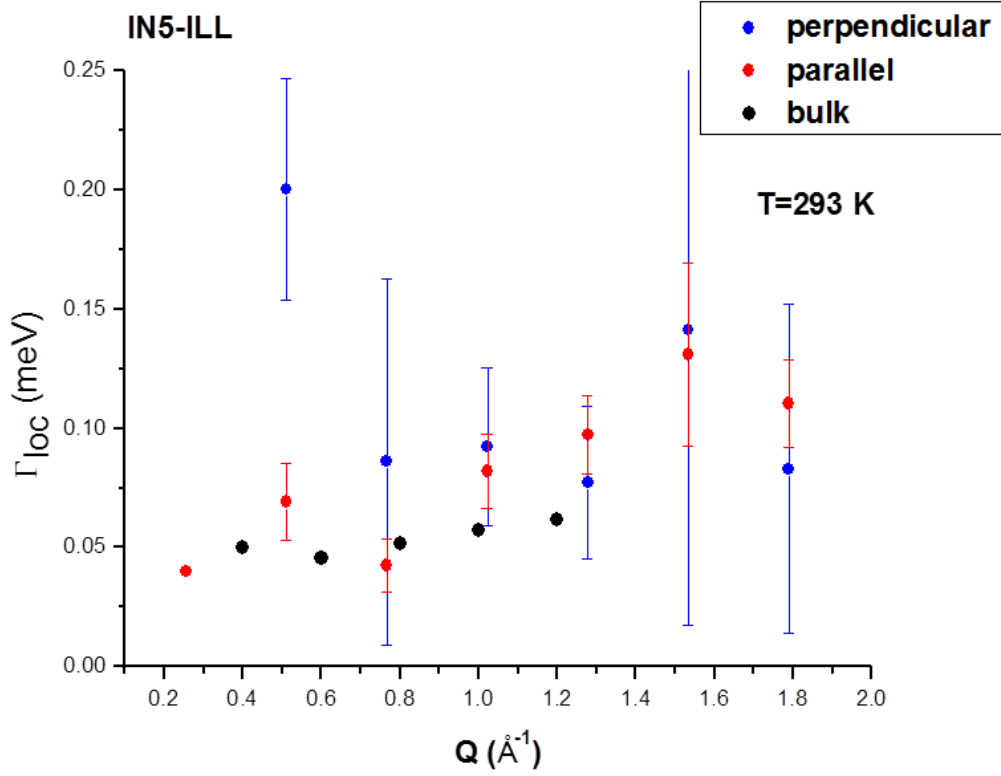 IN5-ILL
perpendicular
parallel
bulk
T=293 K
0.25
0.20
0.15
0.10
0.05
0.00
Γloc (meV)
0.2 0.4 0.6 0.8 1.0 1.2 1.4 1.6 1.8 2.0
Q (Å-1)